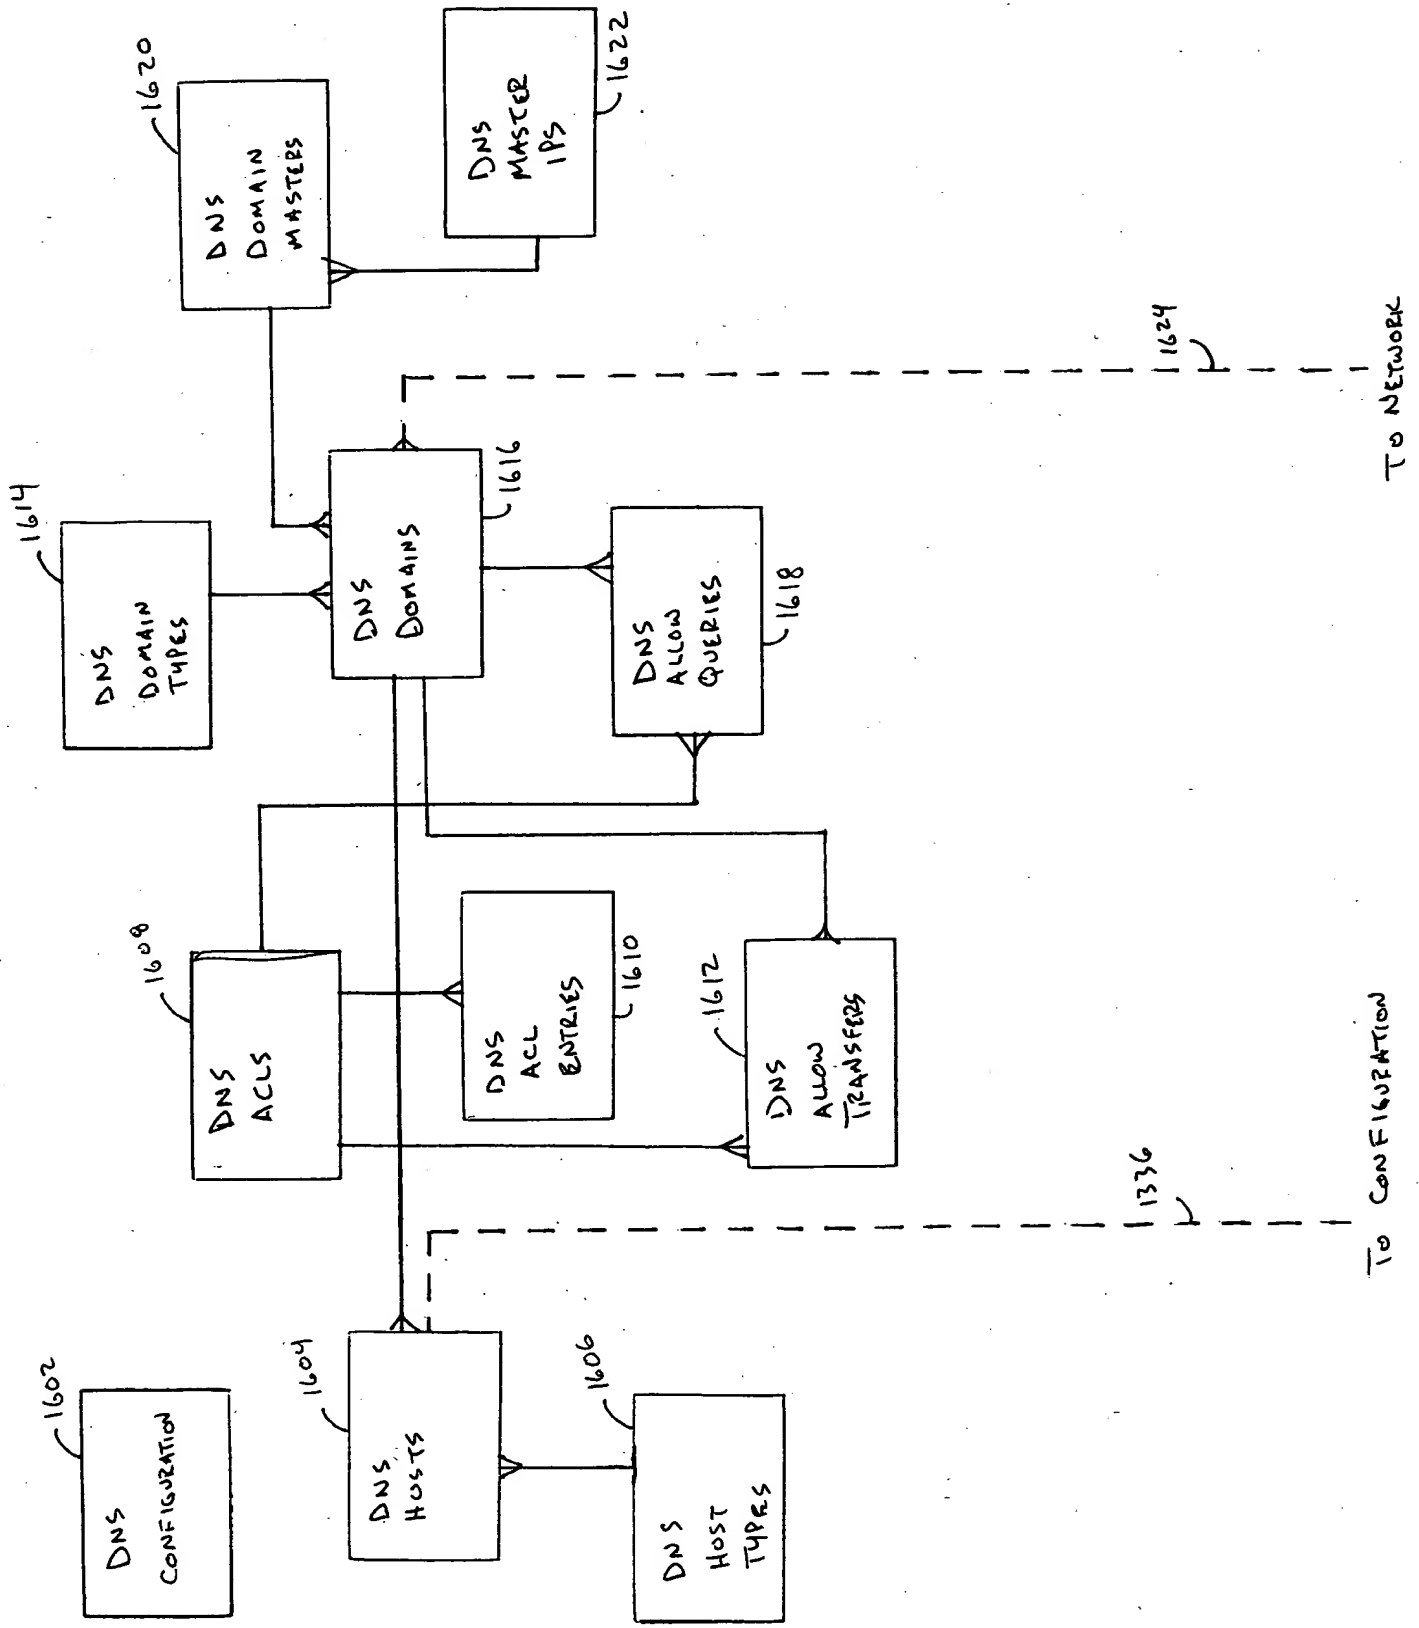 1602
DNS
CONFIGURATION
1604
DNS
HOSTS
1606
DNS
HOST
TYPES
1608
DNS
ACLS
1610
DNS
ACL
ENTRIES
1612
DNS
ALLOW
TRANSFERS
1614
DNS
DOMAIN
TYPES
1616
DNS
DOMAINS
1618
DNS
ALLOW
QUERIES
1620
DNS
DOMAIN
MASTERS
1622
DNS
MASTER
IPS
1336
TO CONFIGURATION
1624
TO NETWORK